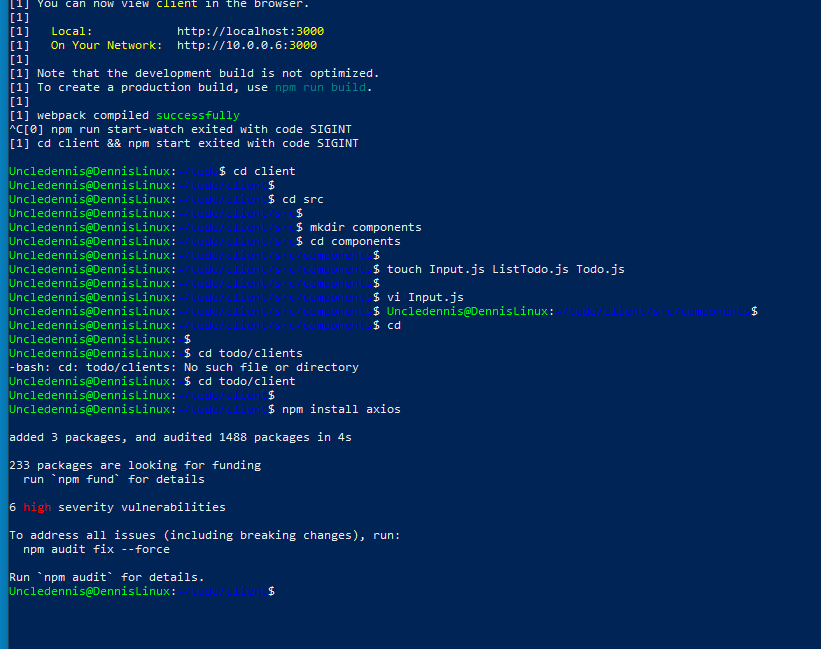 [1] You can now view client in the browser.
[1]
[1]   Local:            http://localhost:3000
[1]   On Your Network:  http://10.0.0.6:3000
[1]
[1] Note that the development build is not optimized.
[1] To create a production build, use npm run build.
[1]
[1] webpack compiled successfully
^C[0] npm run start-watch exited with code SIGINT
[1] cd client && npm start exited with code SIGINT
Uncledennis@DennisLinux:~/todo$ cd client
Uncledennis@DennisLinux:~/todo/client$
Uncledennis@DennisLinux:~/todo/client$ cd src
Uncledennis@DennisLinux:~/todo/client/src$
Uncledennis@DennisLinux:~/todo/client/src$ mkdir components
Uncledennis@DennisLinux:~/todo/client/src$ cd components
Uncledennis@DennisLinux:~/todo/client/src/components$
Uncledennis@DennisLinux:~/todo/client/src/components$ touch Input.js ListTodo.js Todo.js
Uncledennis@DennisLinux:~/todo/client/src/components$
Uncledennis@DennisLinux:~/todo/client/src/components$ vi Input.js
Uncledennis@DennisLinux:~/todo/client/src/components$ Uncledennis@DennisLinux:~/todo/client/src/components$
Uncledennis@DennisLinux:~/todo/client/src/components$ cd
Uncledennis@DennisLinux:~$
Uncledennis@DennisLinux:~$ cd todo/clients
-bash: cd: todo/clients: No such file or directory
Uncledennis@DennisLinux:~$ cd todo/client
Uncledennis@DennisLinux:~/todo/client$
Uncledennis@DennisLinux:~/todo/client$ npm install axios
added 3 packages, and audited 1488 packages in 4s
233 packages are looking for funding
  run `npm fund` for details
6 high severity vulnerabilities
To address all issues (including breaking changes), run:
  npm audit fix --force
Run `npm audit` for details.
Uncledennis@DennisLinux:~/todo/client$